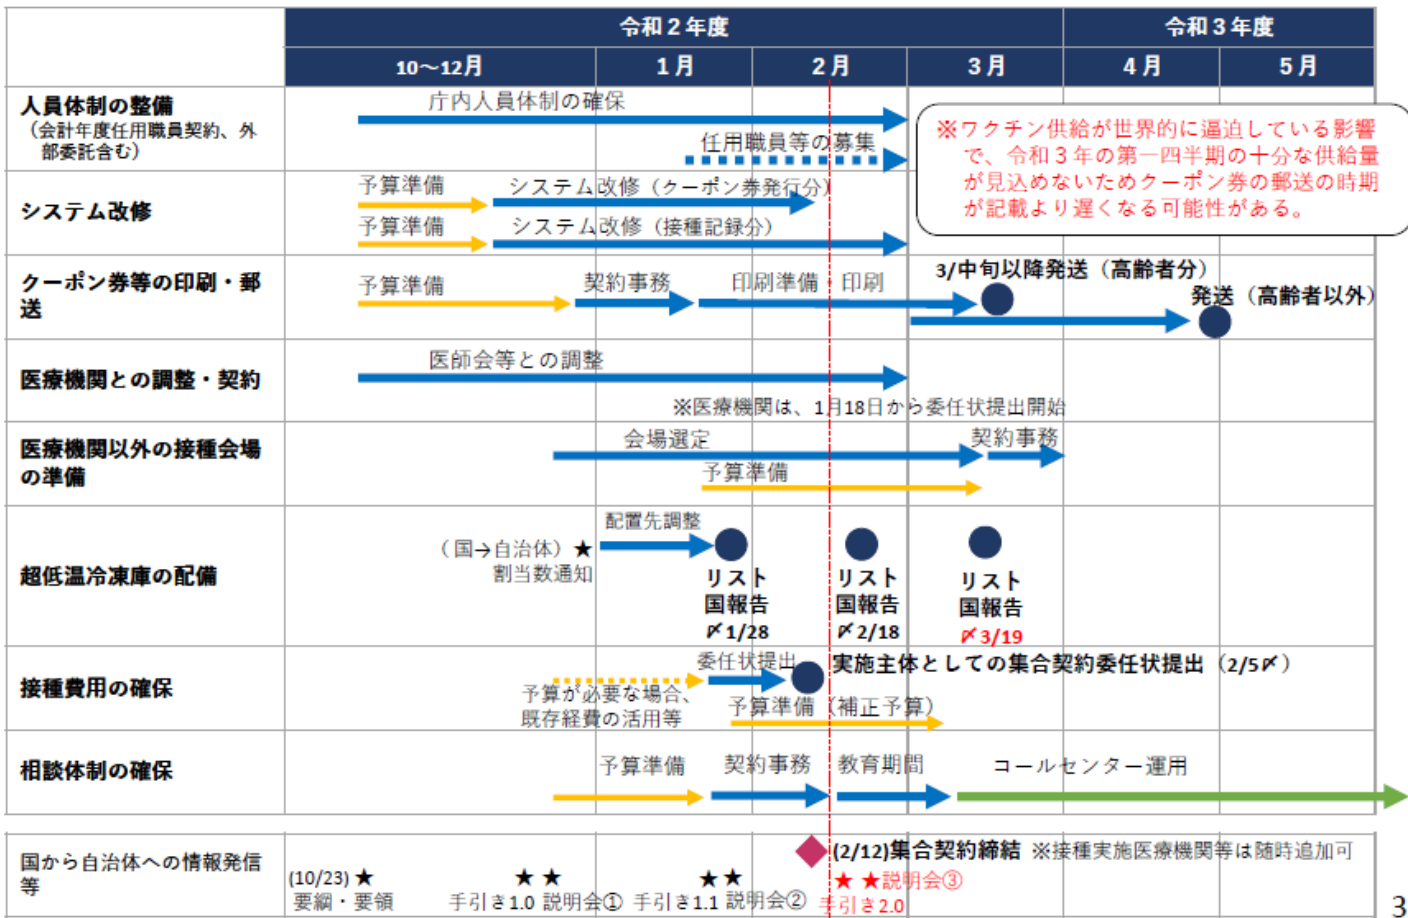 令和２年度
令和３年度
10～12月
１月
２月
３月
４月
５月
人員体制の整備
（会計年度任用職員契約、外
部委託含む）
庁内人員体制の確保
任用職員等の募集
※ワクチン供給が世界的に逼迫している影響
で、令和３年の第一四半期の十分な供給量
が見込めないためクーポン券の郵送の時期
が記載より遅くなる可能性がある。
システム改修
予算準備
システム改修（クーポン券発行分）
予算準備
システム改修（接種記録分）
クーポン券等の印刷・郵
送
予算準備
契約事務
印刷準備・印刷
3/中旬以降発送（高齢者分）
発送（高齢者以外）
医療機関との調整・契約
医師会等との調整
※医療機関は、1月18日から委任状提出開始
医療機関以外の接種会場
の準備
会場選定
契約事務
予算準備
超低温冷凍庫の配備
（国→自治体）★
割当数通知
配置先調整
リスト
国報告
〆1/28
リスト
国報告
〆2/18
リスト
国報告
〆3/19
接種費用の確保
予算が必要な場合、
既存経費の活用等
委任状提出
実施主体としての集合契約委任状提出（2/5〆）
予算準備（補正予算）
相談体制の確保
予算準備
契約事務
教育期間
コールセンター運用
国から自治体への情報発信
等
(10/23) ★
要綱・要領
★ ★
手引き1.0 説明会①
★ ★
手引き1.1 説明会②
(2/12)集合契約締結 ※接種実施医療機関等は随時追加可
★ ★説明会③
手引き2.0
3